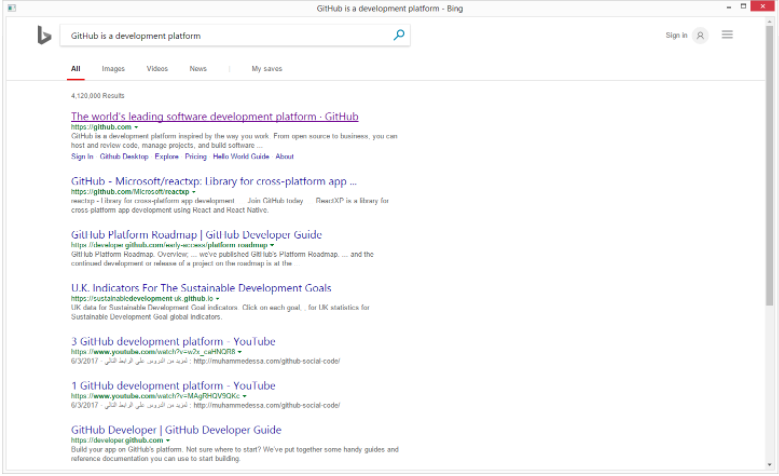 GitHub is a development platform - Bing
GitHub is a development platform
Sign in
All Images Videos News My saves
4,120,000 Results
The world's leading software development platform · GitHub
https://github.com
GitHub is a development platform inspired by the way you work. From open source to business, you can
host and review code, manage projects, and build software ...
Sign In Github Desktop Explore Pricing Hello World Guide About
GitHub - Microsoft/reactxp: Library for cross-platform app ...
https://github.com/Microsoft/reactxp
reactxp - Library for cross-platform app development Join GitHub today ReactXP is a library for
cross platform app development using React and React Native.
GitHub Platform Roadmap | GitHub Developer Guide
https://developer.github.com/early-access/platform roadmap
GitHub Platform Roadmap. Overview; ... we've published GitHub's Platform Roadmap. ... and the
continued development or release of a project on the roadmap is at the
U.K. Indicators For The Sustainable Development Goals
https://sustainabledevelopment uk.github.io
UK data for Sustainable Development Goal indicators. Click on each goal, . for UK statistics for
Sustainable Development Goal global indicators.
3 GitHub development platform - YouTube
https://www.youtube.com/watch?v=w2x_caHNQR8
6/3/2017 · لمزيد من الدروس على الرابط التالي : http://muhammedessa.com/github-social-code/
1 GitHub development platform - YouTube
https://www.youtube.com/watch?v=MAgRHQV9QKc
6/3/2017 · لمزيد من الدروس على الرابط التالي : http://muhammedessa.com/github-social-code/
GitHub Developer | GitHub Developer Guide
https://developer.github.com
Build your app on GitHub's platform. Not sure where to start? We've put together some handy guides and
reference documentation you can use to start building.